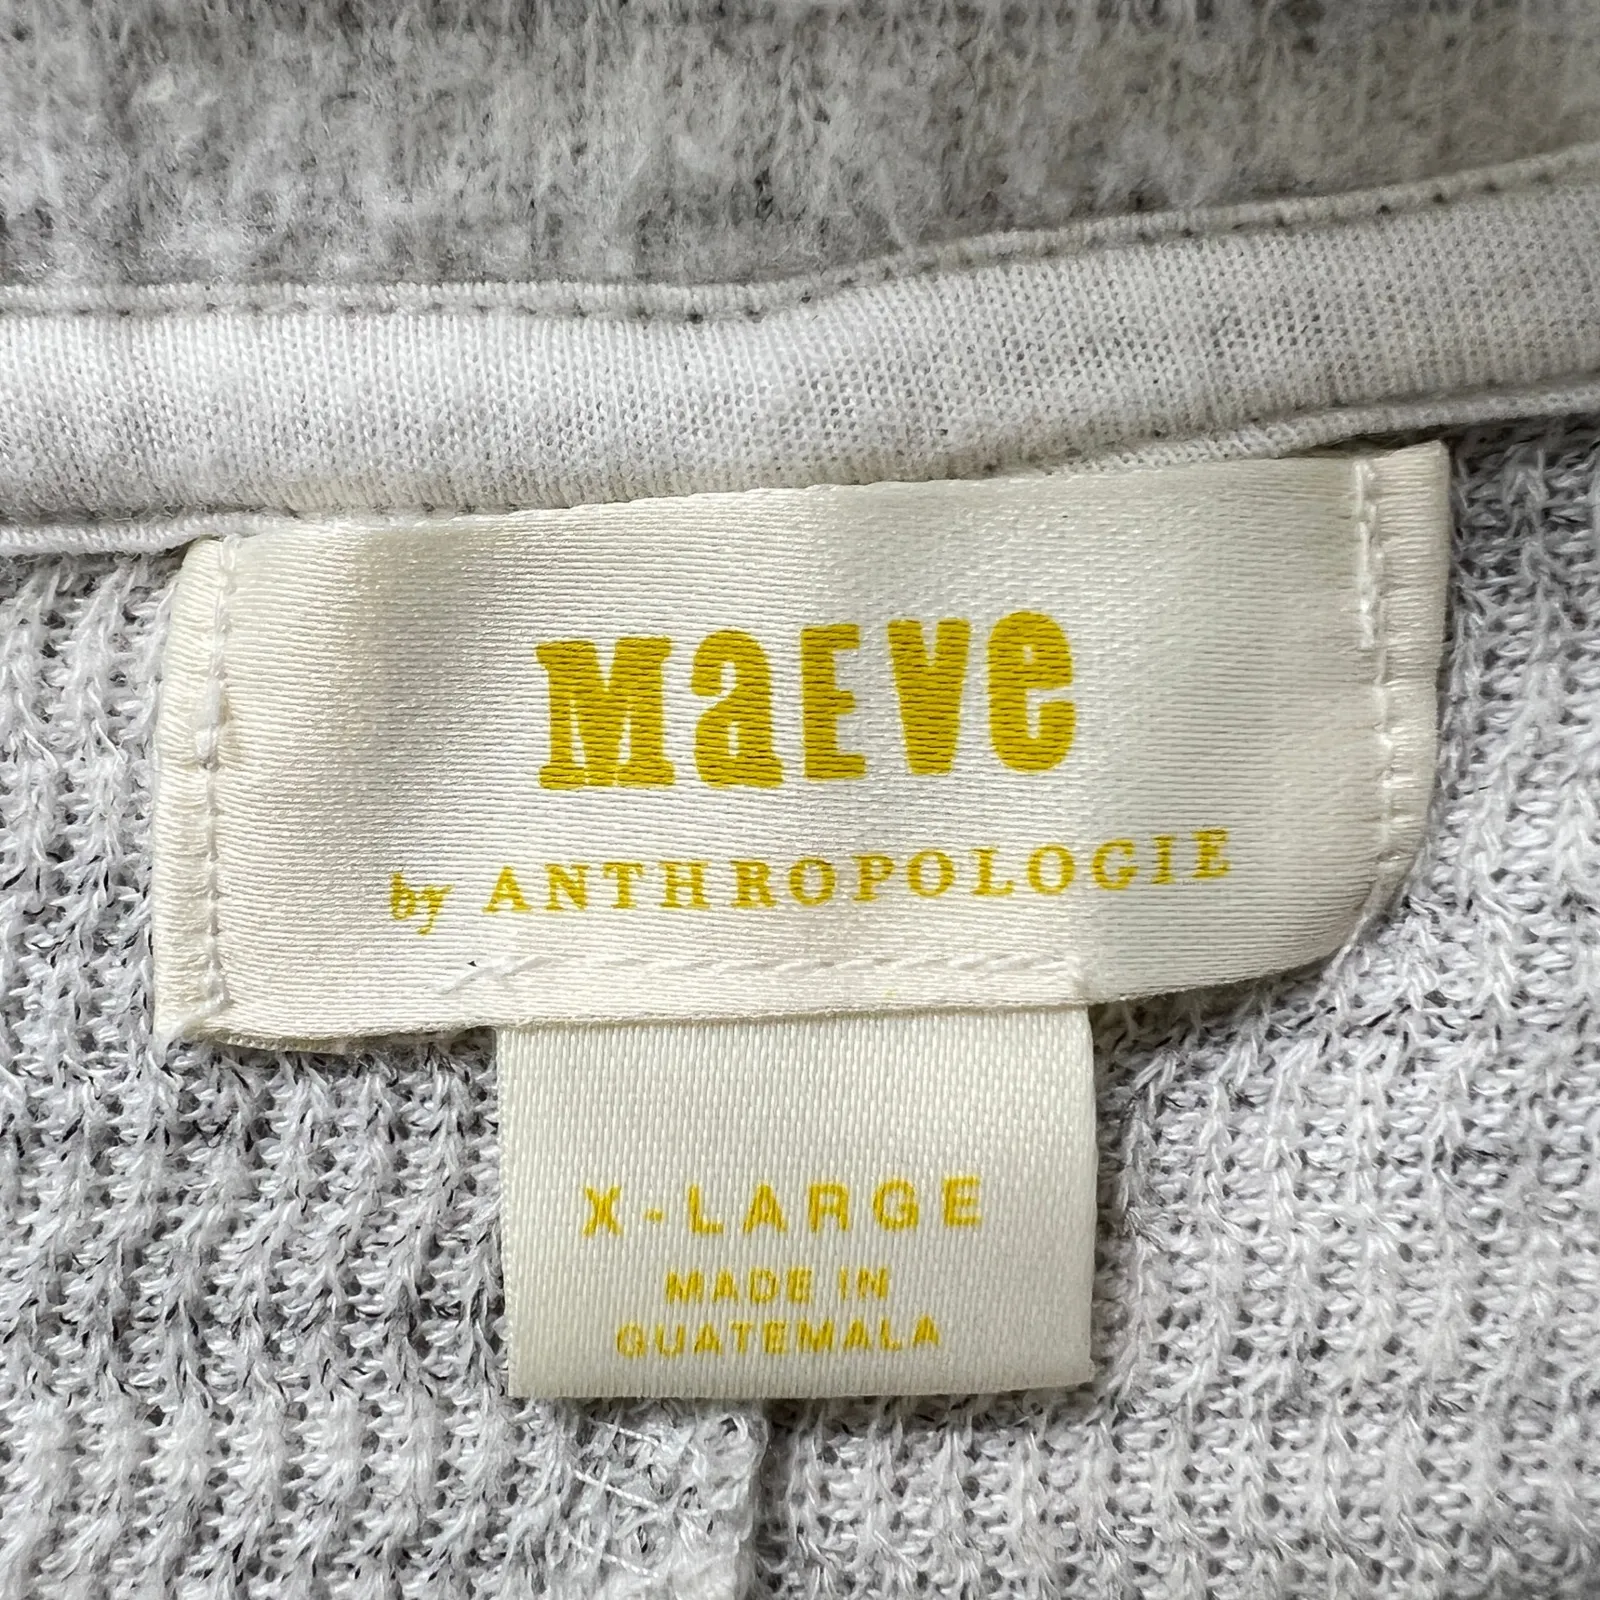 MaEVe
by ANTHROPOLOGIE
X-LARGE
MADE IN
GUATEMALA